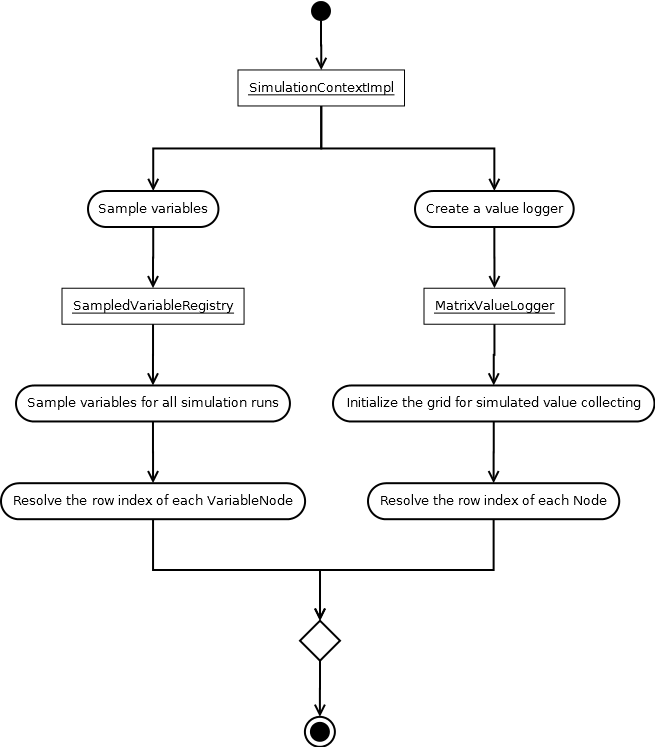 SimulationContextImpl
Sample variables
Create a value logger
SampledVariableRegistry
MatrixValueLogger
Sample variables for all simulation runs
Initialize the grid for simulated value collecting
Resolve the row index of each VariableNode
Resolve the row index of each Node